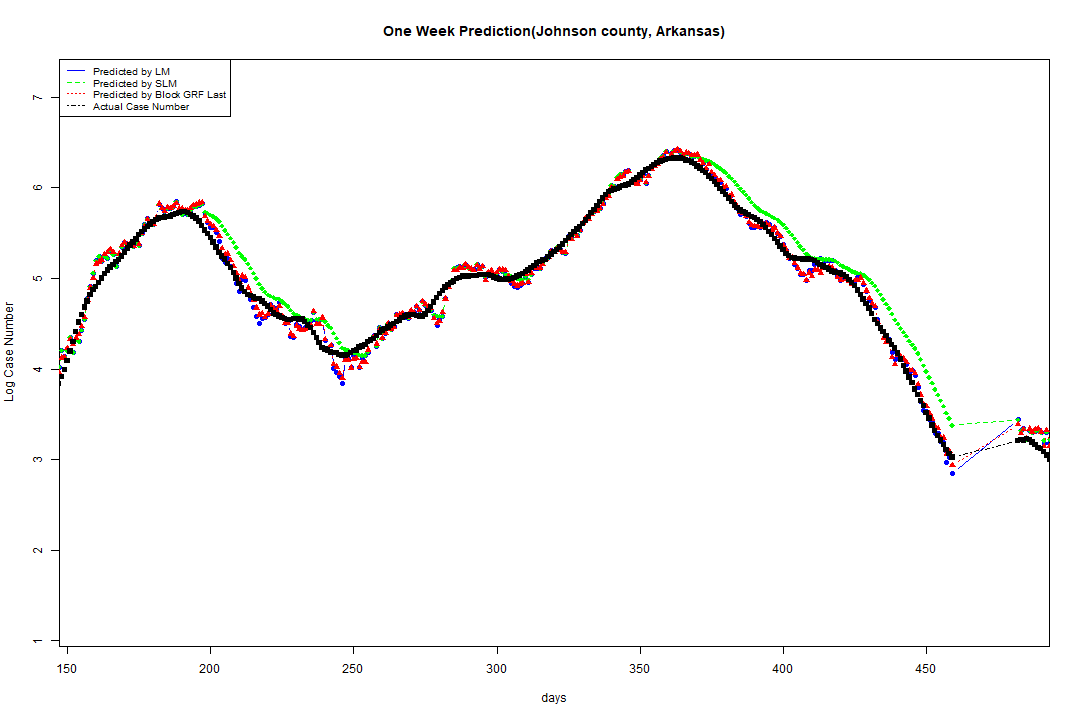 One Week Prediction(Johnson county, Arkansas)
Predicted by LM
Predicted by SLM
Predicted by Block GRF Last
Actual Case Number
7
6
5
4
3
2
1
Log Case Number
150 200 250 300 350 400 450
days